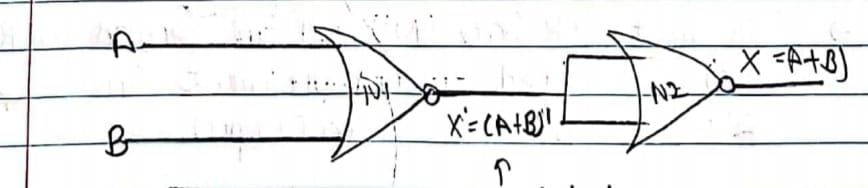 A
N1
N2
X = A+B)
X' = (A+B)'
B